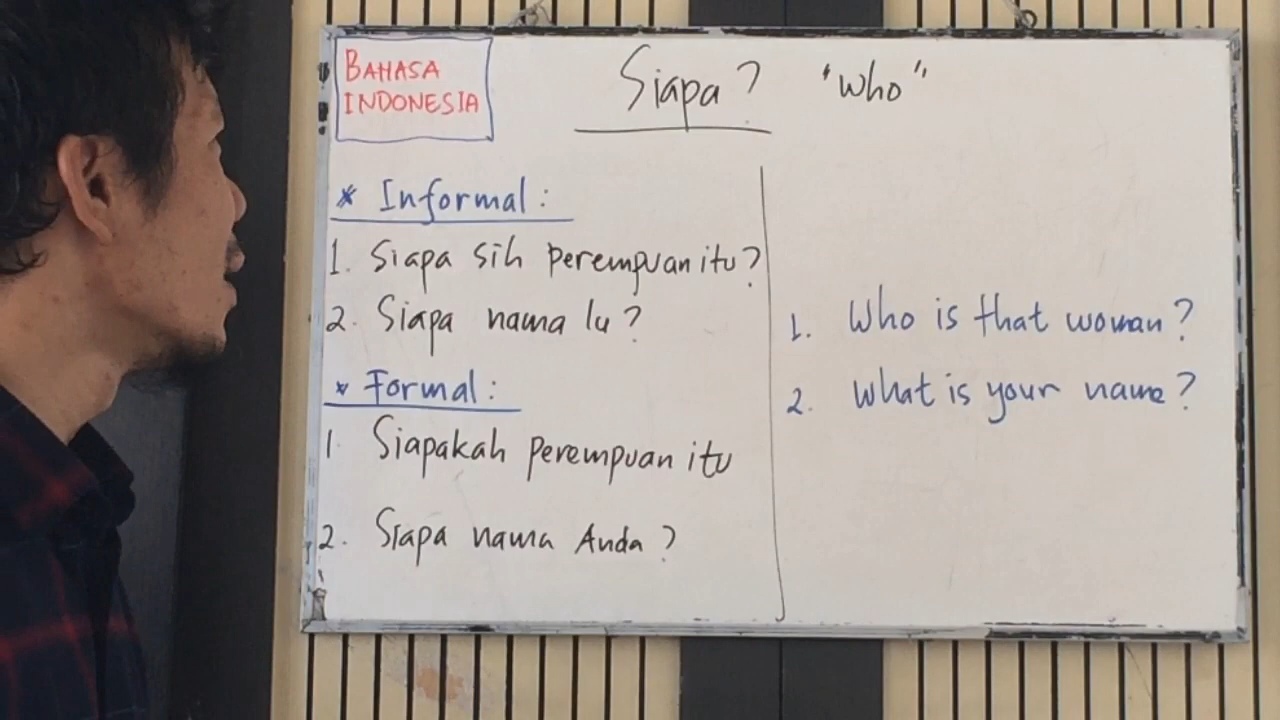 BAHASA
INDONESIA
Siapa? "Who"
* Informal:
1. Siapa sih perempuan itu?
2. Siapa nama lu?
* Formal:
1. Siapakah perempuan itu
2. Siapa nama Anda?
1. Who is that woman?
2. What is your name?